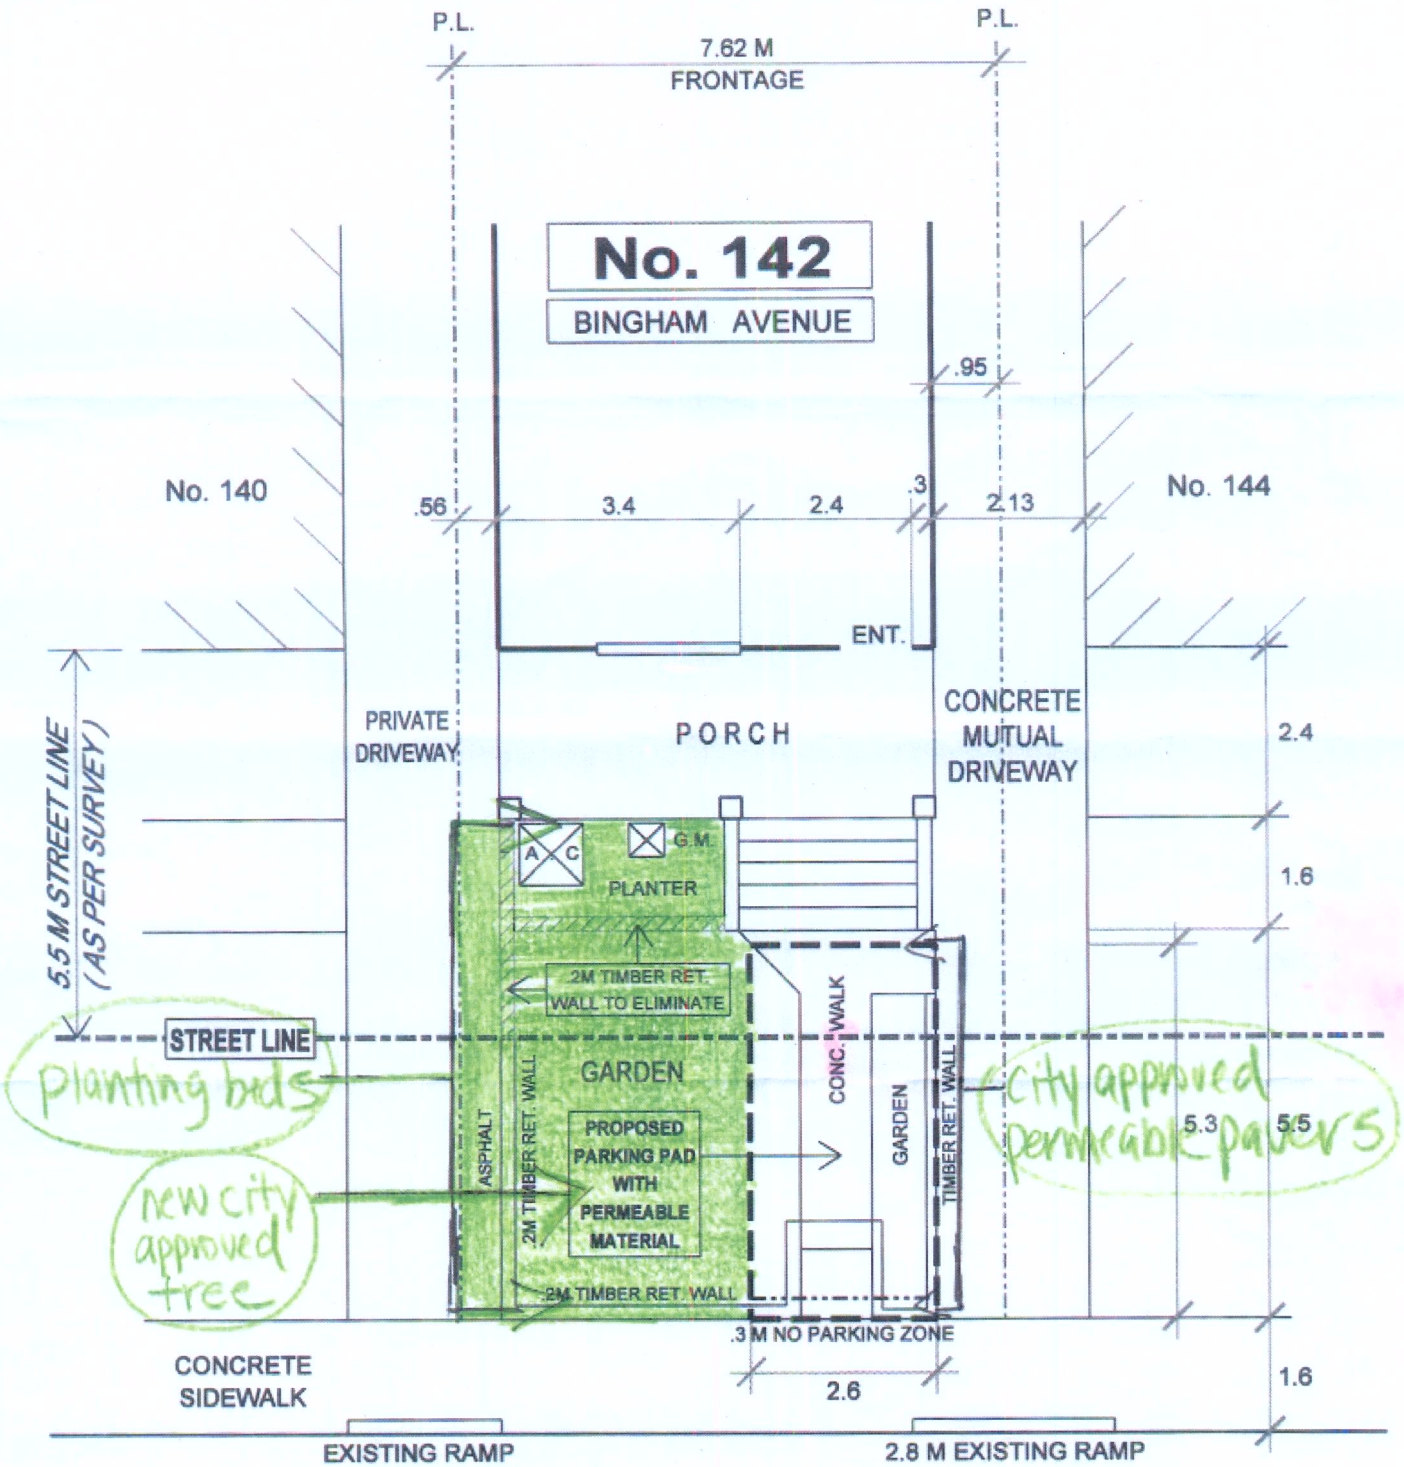 P.L.
P.L.
7.62 M
FRONTAGE
No. 142
BINGHAM AVENUE
.95
No. 140
No. 144
.56
3.4
2.4
.3
2.13
ENT.
5.5 M STREET LINE
(AS PER SURVEY)
PRIVATE
DRIVEWAY
PORCH
CONCRETE
MUTUAL
DRIVEWAY
2.4
A C
G.M.
PLANTER
1.6
.2M TIMBER RET.
WALL TO ELIMINATE
CONC. WALK
STREET LINE
planting beds
GARDEN
city approved
permeable pavers
5.3
5.5
ASPHALT
.2M TIMBER RET. WALL
PROPOSED
PARKING PAD
WITH
PERMEABLE
MATERIAL
GARDEN
TIMBER RET. WALL
new city
approved
tree
.2M TIMBER RET. WALL
.3 M NO PARKING ZONE
CONCRETE
SIDEWALK
2.6
1.6
EXISTING RAMP
2.8 M EXISTING RAMP